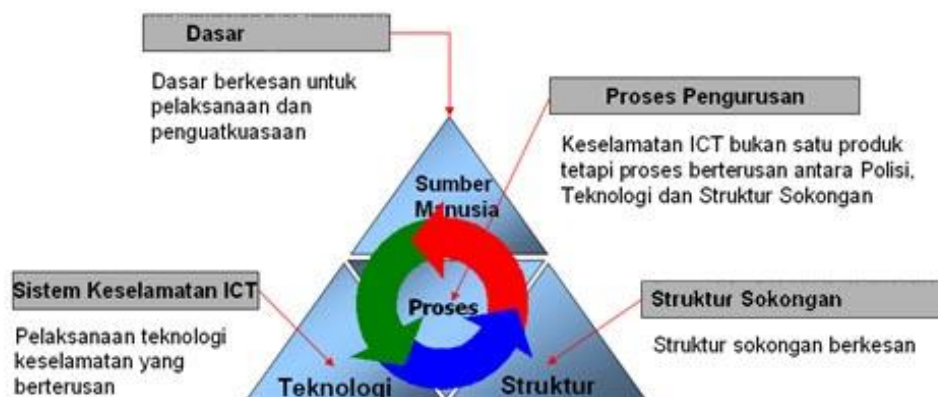 Dasar
Dasar berkesan untuk
pelaksanaan dan
penguatkuasaan
Proses Pengurusan
Keselamatan ICT bukan satu produk
tetapi proses berterusan antara Polisi,
Teknologi dan Struktur Sokongan
Sumber
Manusia
Proses
Sistem Keselamatan ICT
Pelaksanaan teknologi
keselamatan yang
berterusan
Struktur Sokongan
Struktur sokongan berkesan
Teknologi
Struktur